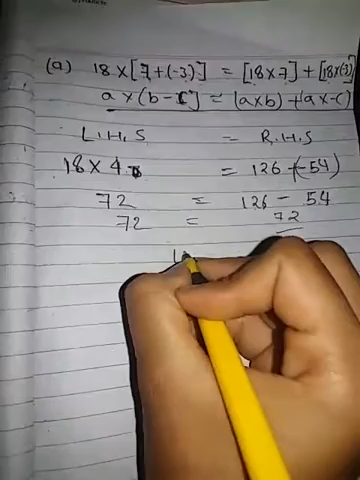 (a) 18 × [7 + (-3)] = [18 × 7] + [18 × (-3)
a × (b - c] = (a × b) + (a × - c)
L.H.S = R.H.S
18 × 4 = 126 - (-54)
72 = 126 - 54
72 = 72
L